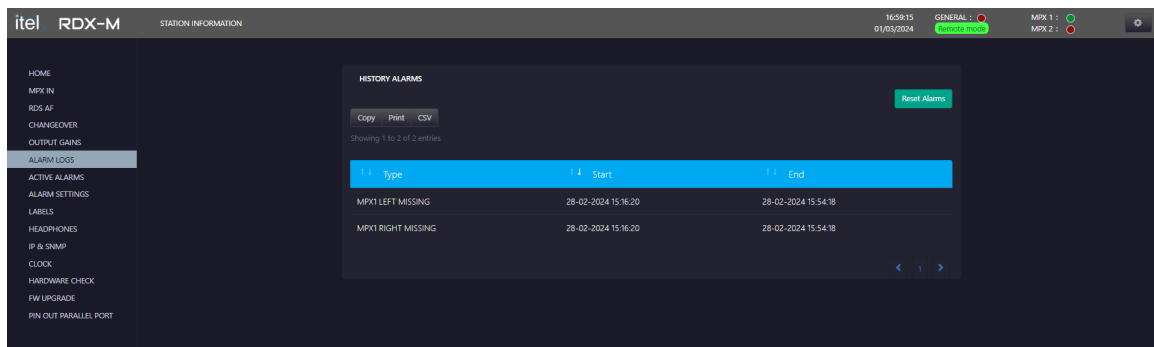 itel RDX-M
STATION INFORMATION
16:59:15
01/03/2024
GENERAL :
Remote mode
MPX 1 :
MPX 2 :
HOME
MPX IN
RDS AF
CHANGEOVER
OUTPUT GAINS
ALARM LOGS
ACTIVE ALARMS
ALARM SETTINGS
LABELS
HEADPHONES
IP & SNMP
CLOCK
HARDWARE CHECK
FW UPGRADE
PIN OUT PARALLEL PORT
HISTORY ALARMS
Reset Alarms
Copy Print CSV
Showing 1 to 2 of 2 entries
Type Start End
MPX1 LEFT MISSING 28-02-2024 15:16:20 28-02-2024 15:54:18
MPX1 RIGHT MISSING 28-02-2024 15:16:20 28-02-2024 15:54:18
1